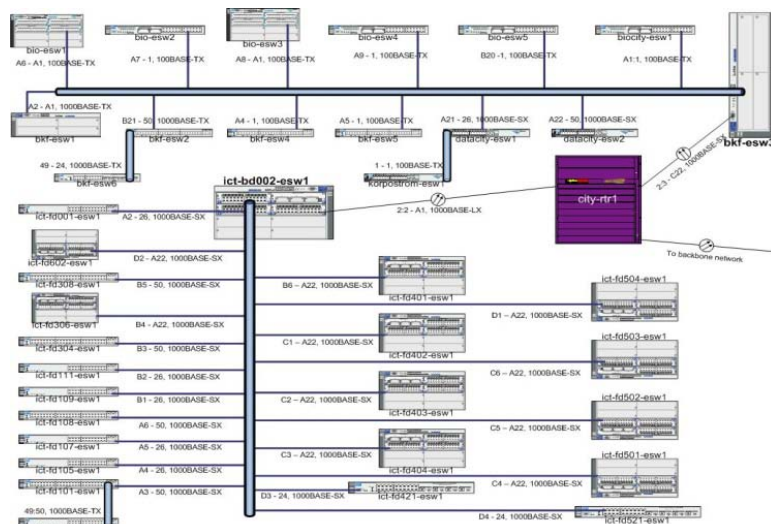 bio-esw1
bio-esw2
bio-esw3
bio-esw4
bio-esw5
biocity-esw1
A6 - A1, 1000BASE-TX
A7 - 1, 1000BASE-TX
A8 - A1, 1000BASE-TX
A9 - 1, 1000BASE-TX
B20 -1, 1000BASE-TX
A1:1, 1000BASE-TX
A2 - A1, 1000BASE-TX
B21 - 50, 1000BASE-TX
A4 - 1, 1000BASE-TX
A5 - 1, 1000BASE-TX
A21 - 26, 1000BASE-SX
A22 - 50, 1000BASE-SX
bkf-esw1
bkf-esw2
bkf-esw4
bkf-esw5
datacity-esw1
datacity-esw2
bkf-esw3
49 - 24, 1000BASE-TX
1 - 1, 100BASE-TX
bkf-esw6
korpostrom-esw1
2:3 - C22, 1000BASE-SX
ict-bd002-esw1
city-rtr1
2:2 - A1, 1000BASE-LX
To backbone network
ict-fd001-esw1
A2 - 26, 1000BASE-SX
ict-fd602-esw1
D2 – A22, 1000BASE-SX
ict-fd308-esw1
B5 - 50, 1000BASE-SX
ict-fd306-esw1
B4 – A22, 1000BASE-SX
ict-fd304-esw1
B3 - 50, 1000BASE-SX
ict-fd111-esw1
B2 - 26, 1000BASE-SX
ict-fd109-esw1
B1 - 26, 1000BASE-SX
ict-fd108-esw1
A6 - 50, 1000BASE-SX
ict-fd107-esw1
A5 - 26, 1000BASE-SX
ict-fd105-esw1
A4 - 26, 1000BASE-SX
ict-fd101-esw1
A3 - 50, 1000BASE-SX
49:50, 1000BASE-TX
B6 – A22, 1000BASE-SX
ict-fd401-esw1
C1 – A22, 1000BASE-SX
ict-fd402-esw1
C2 – A22, 1000BASE-SX
ict-fd403-esw1
C3 – A22, 1000BASE-SX
ict-fd404-esw1
D3 - 24, 1000BASE-SX
ict-fd421-esw1
ict-fd504-esw1
D1 – A22, 1000BASE-SX
ict-fd503-esw1
C6 – A22, 1000BASE-SX
ict-fd502-esw1
C5 – A22, 1000BASE-SX
ict-fd501-esw1
C4 – A22, 1000BASE-SX
D4 - 24, 1000BASE-SX
ict-fd521-esw1